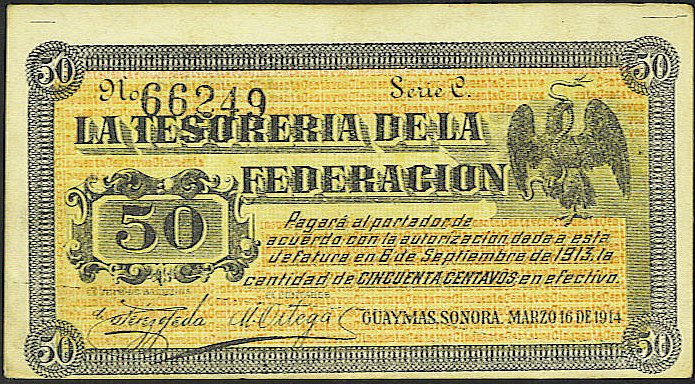 50
50
No 66249
Serie C.
LA TESORERIA DE LA
FEDERACION
50
Pagará al portador de
acuerdo con la autorizacion dada a esta
Jefatura en 6 de Septiembre de 1913, la
cantidad de CINCUENTA CENTAVOS en efectivo.
GUAYMAS, SONORA, MARZO 16 DE 1914
50
50